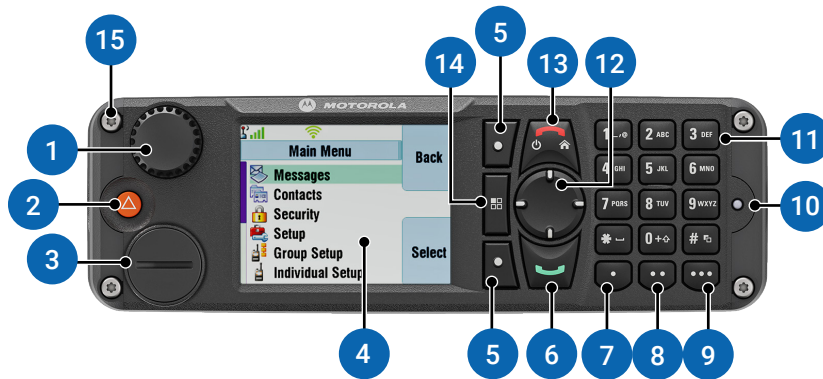 15
5
14
13
12
MOTOROLA
1
Main Menu
Back
1 .,@
2 ABC
3 DEF
11
Messages
Contacts
4 GHI
5 JKL
6 MNO
2
Security
7 PQRS
8 TUV
9 WXYZ
10
Setup
3
Group Setup
Select
* 
0 +
#
Individual Setup
4
5
6
7
8
9